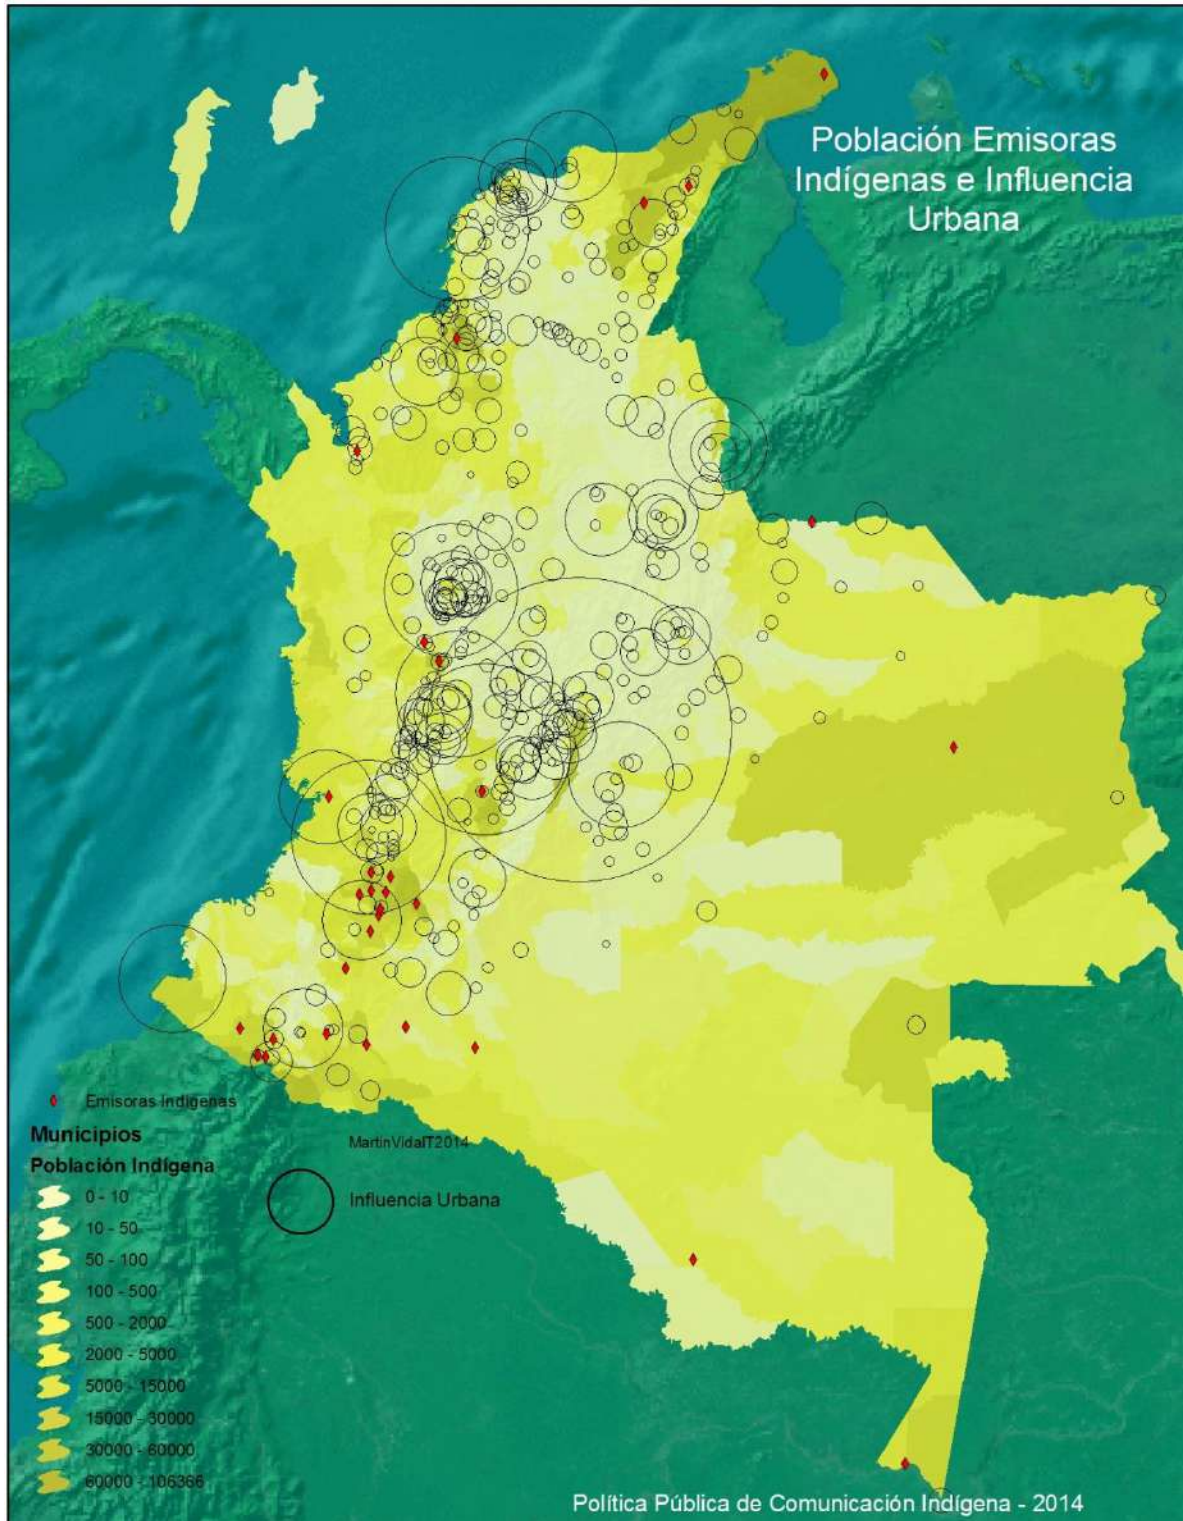 Población Emisoras
Indígenas e Influencia
Urbana
Emisoras Indígenas
Municipios
Población Indígena
0 - 10
10 - 50
50 - 100
100 - 500
500 - 2000
2000 - 5000
5000 - 15000
15000 - 30000
30000 - 60000
60000 - 106366
MartinVidalT2014
Influencia Urbana
Política Pública de Comunicación Indígena - 2014